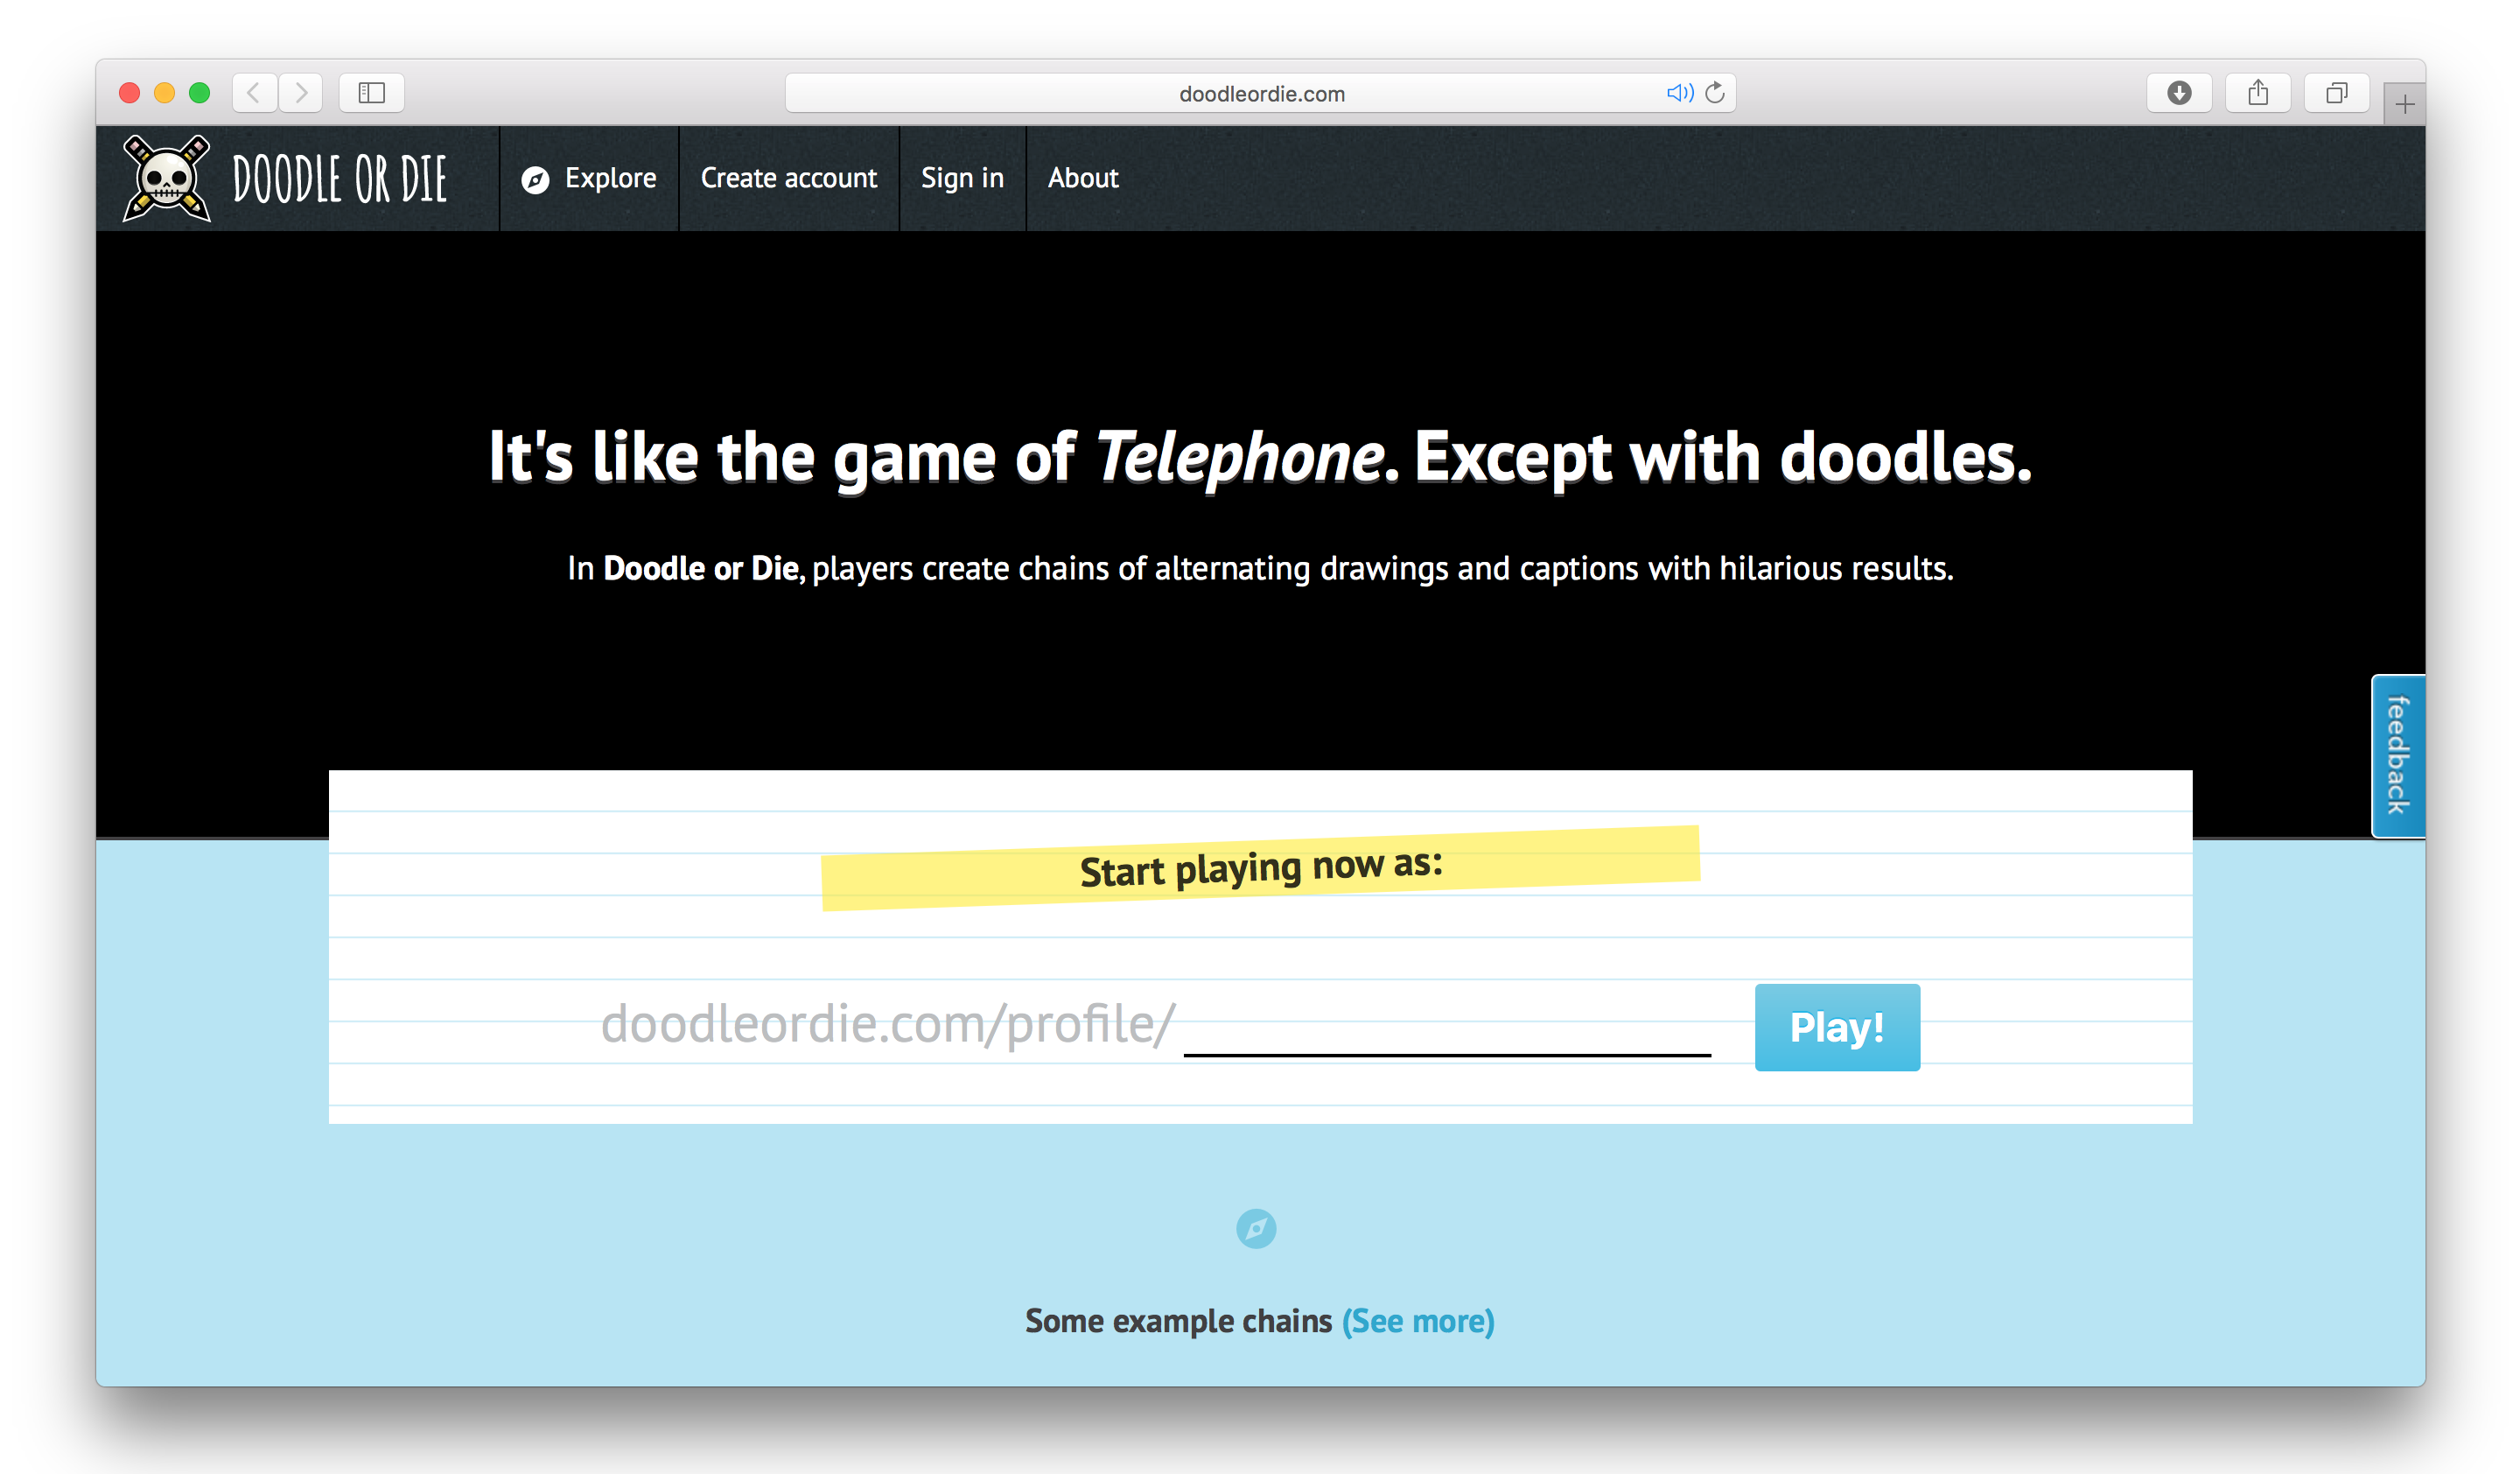 doodleordie.com
DOODLE OR DIE
Explore
Create account
Sign in
About
It's like the game of Telephone. Except with doodles.
In Doodle or Die, players create chains of alternating drawings and captions with hilarious results.
feedback
Start playing now as:
doodleordie.com/profile/
Play!
Some example chains (See more)